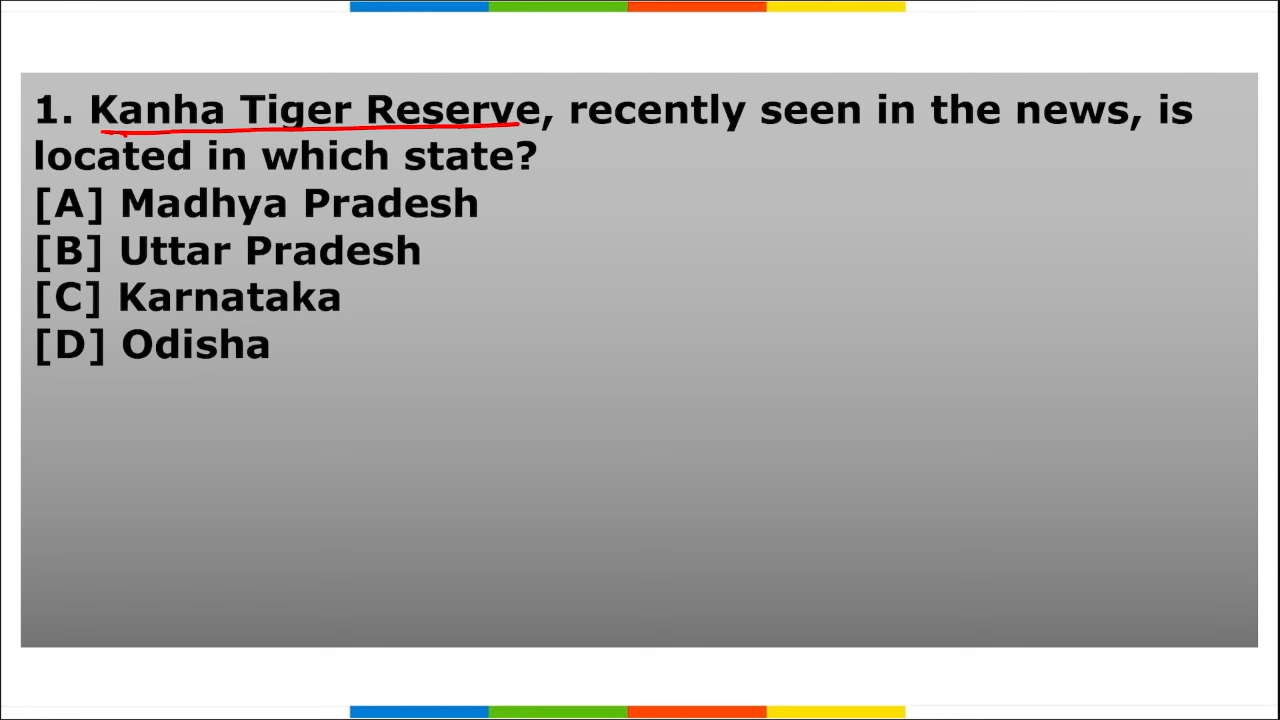 1. Kanha Tiger Reserve, recently seen in the news, is
located in which state?
[A] Madhya Pradesh
[B] Uttar Pradesh
[C] Karnataka
[D] Odisha